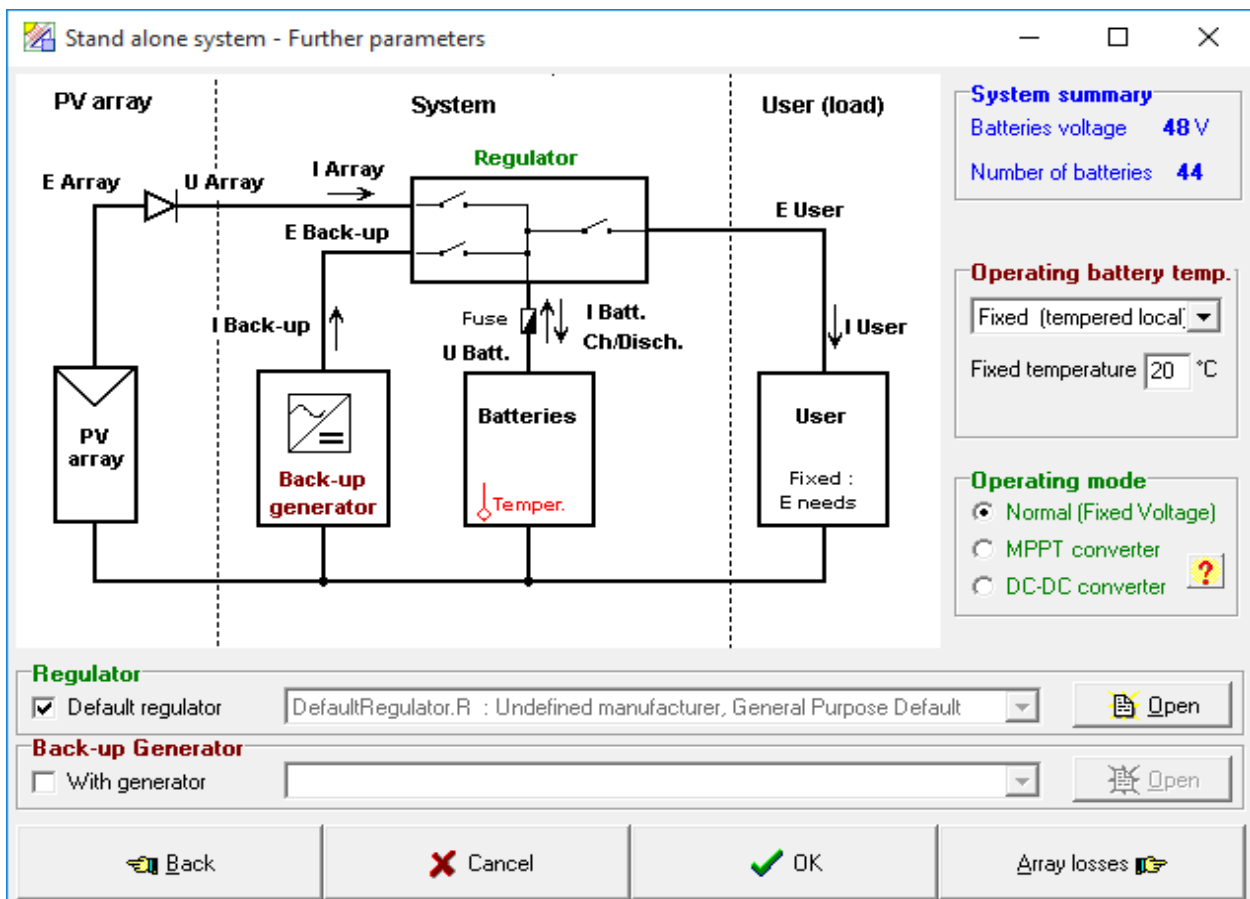 Stand alone system - Further parameters
PV array
System
User (load)
E Array
U Array
I Array
Regulator
E Back-up
E User
I Back-up
Fuse
I Batt.
Ch/Disch.
U Batt.
I User
PV
array
Back-up
generator
Batteries
Temper.
User
Fixed :
E needs
System summary
Batteries voltage 48 V
Number of batteries 44
Operating battery temp.
Fixed (tempered local)
Fixed temperature 20 °C
Operating mode
Normal (Fixed Voltage)
MPPT converter
DC-DC converter
?
Regulator
Default regulator
DefaultRegulator.R : Undefined manufacturer, General Purpose Default
Open
Back-up Generator
With generator
Open
Back
Cancel
OK
Array losses